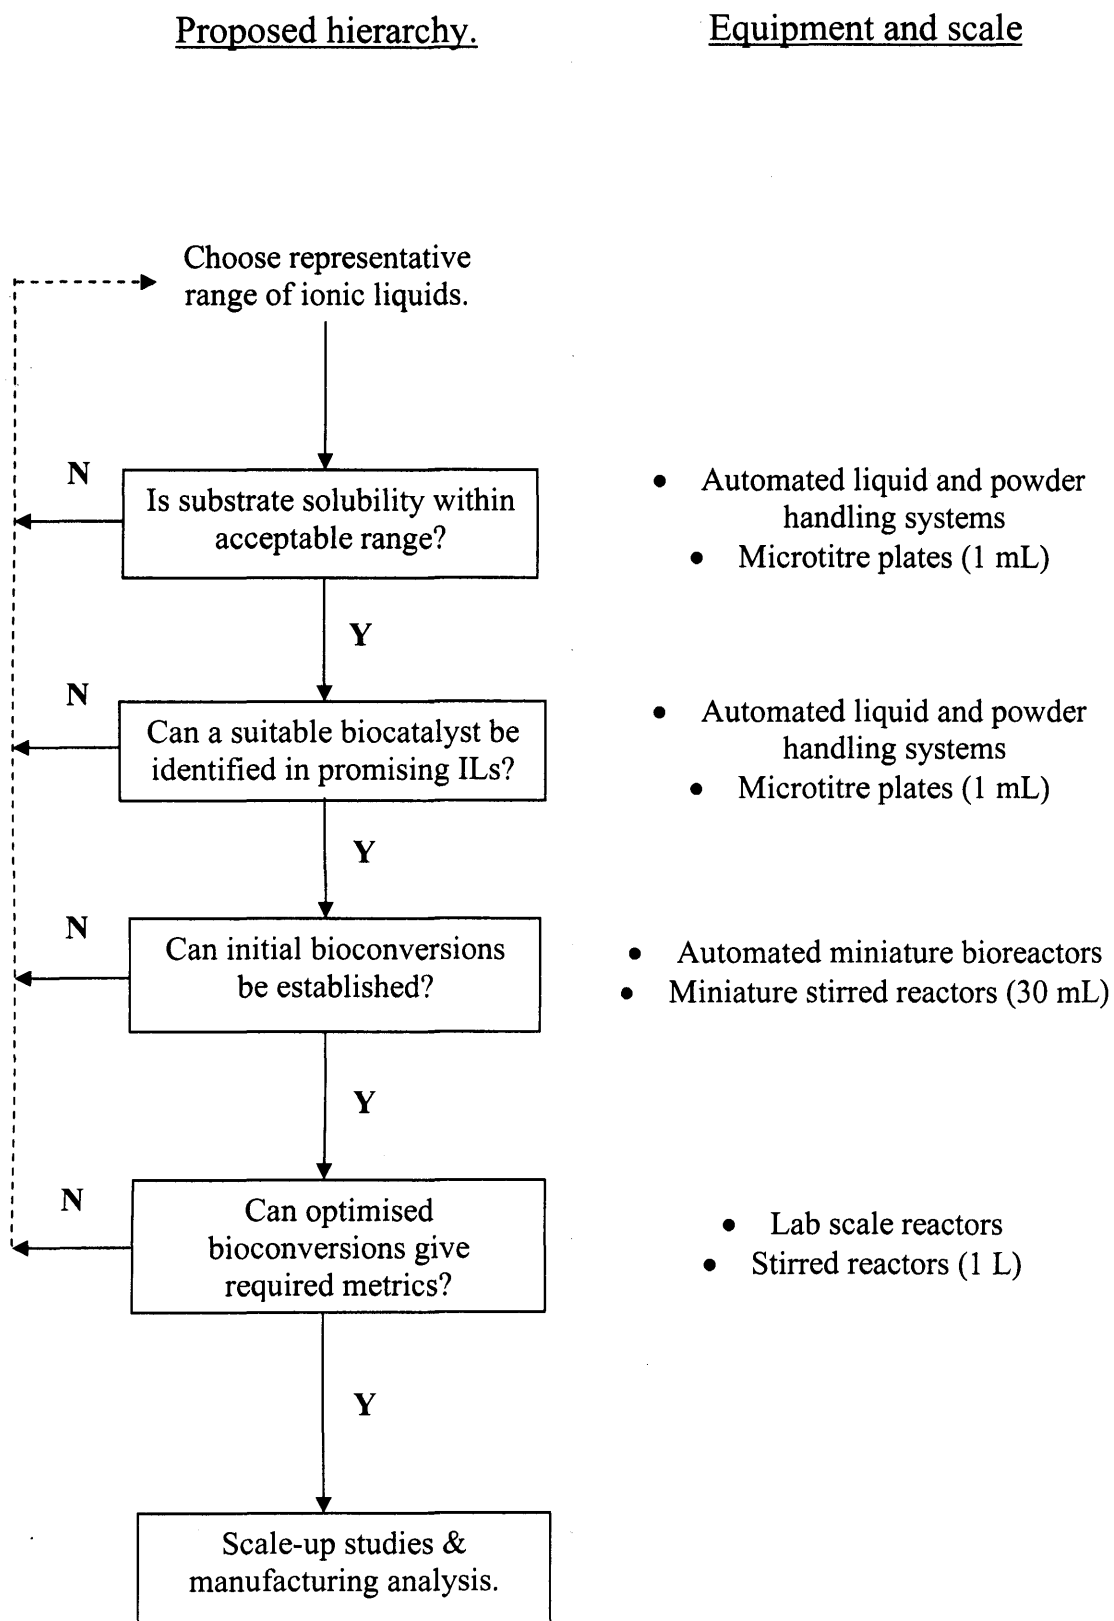 Proposed hierarchy.
Equipment and scale
Choose representative
range of ionic liquids.
N
Is substrate solubility within
acceptable range?
• Automated liquid and powder
handling systems
• Microtitre plates (1 mL)
Y
N
Can a suitable biocatalyst be
identified in promising ILs?
• Automated liquid and powder
handling systems
• Microtitre plates (1 mL)
Y
N
Can initial bioconversions
be established?
• Automated miniature bioreactors
• Miniature stirred reactors (30 mL)
Y
N
Can optimised
bioconversions give
required metrics?
• Lab scale reactors
• Stirred reactors (1 L)
Y
Scale-up studies &
manufacturing analysis.